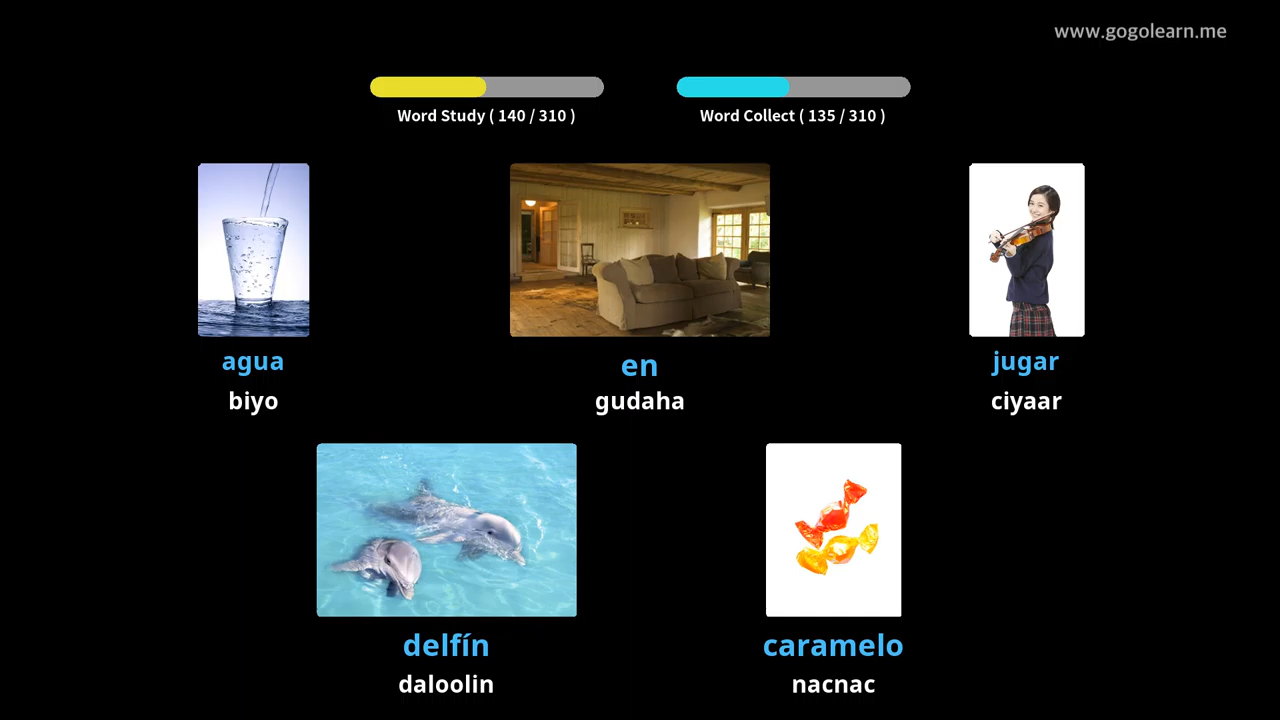 www.gogolearn.me
Word Study ( 140 / 310 )
Word Collect ( 135 / 310 )
agua
biyo
en
gudaha
jugar
ciyaar
delfín
daloolin
caramelo
nacnac